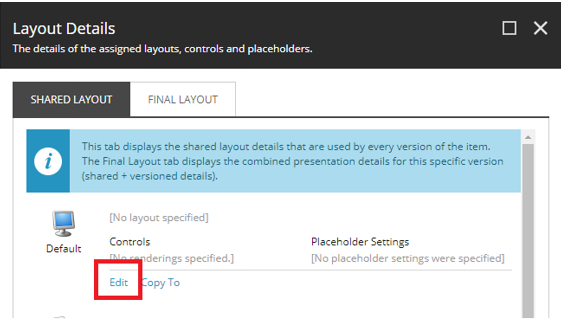 Layout Details
The details of the assigned layouts, controls and placeholders.
SHARED LAYOUT
FINAL LAYOUT
This tab displays the shared layout details that are used by every version of the item.
The Final Layout tab displays the combined presentation details for this specific version
(shared + versioned details).
[No layout specified]
Default
Controls
Placeholder Settings
[No renderings specified.]
[No placeholder settings were specified]
Edit
Copy To